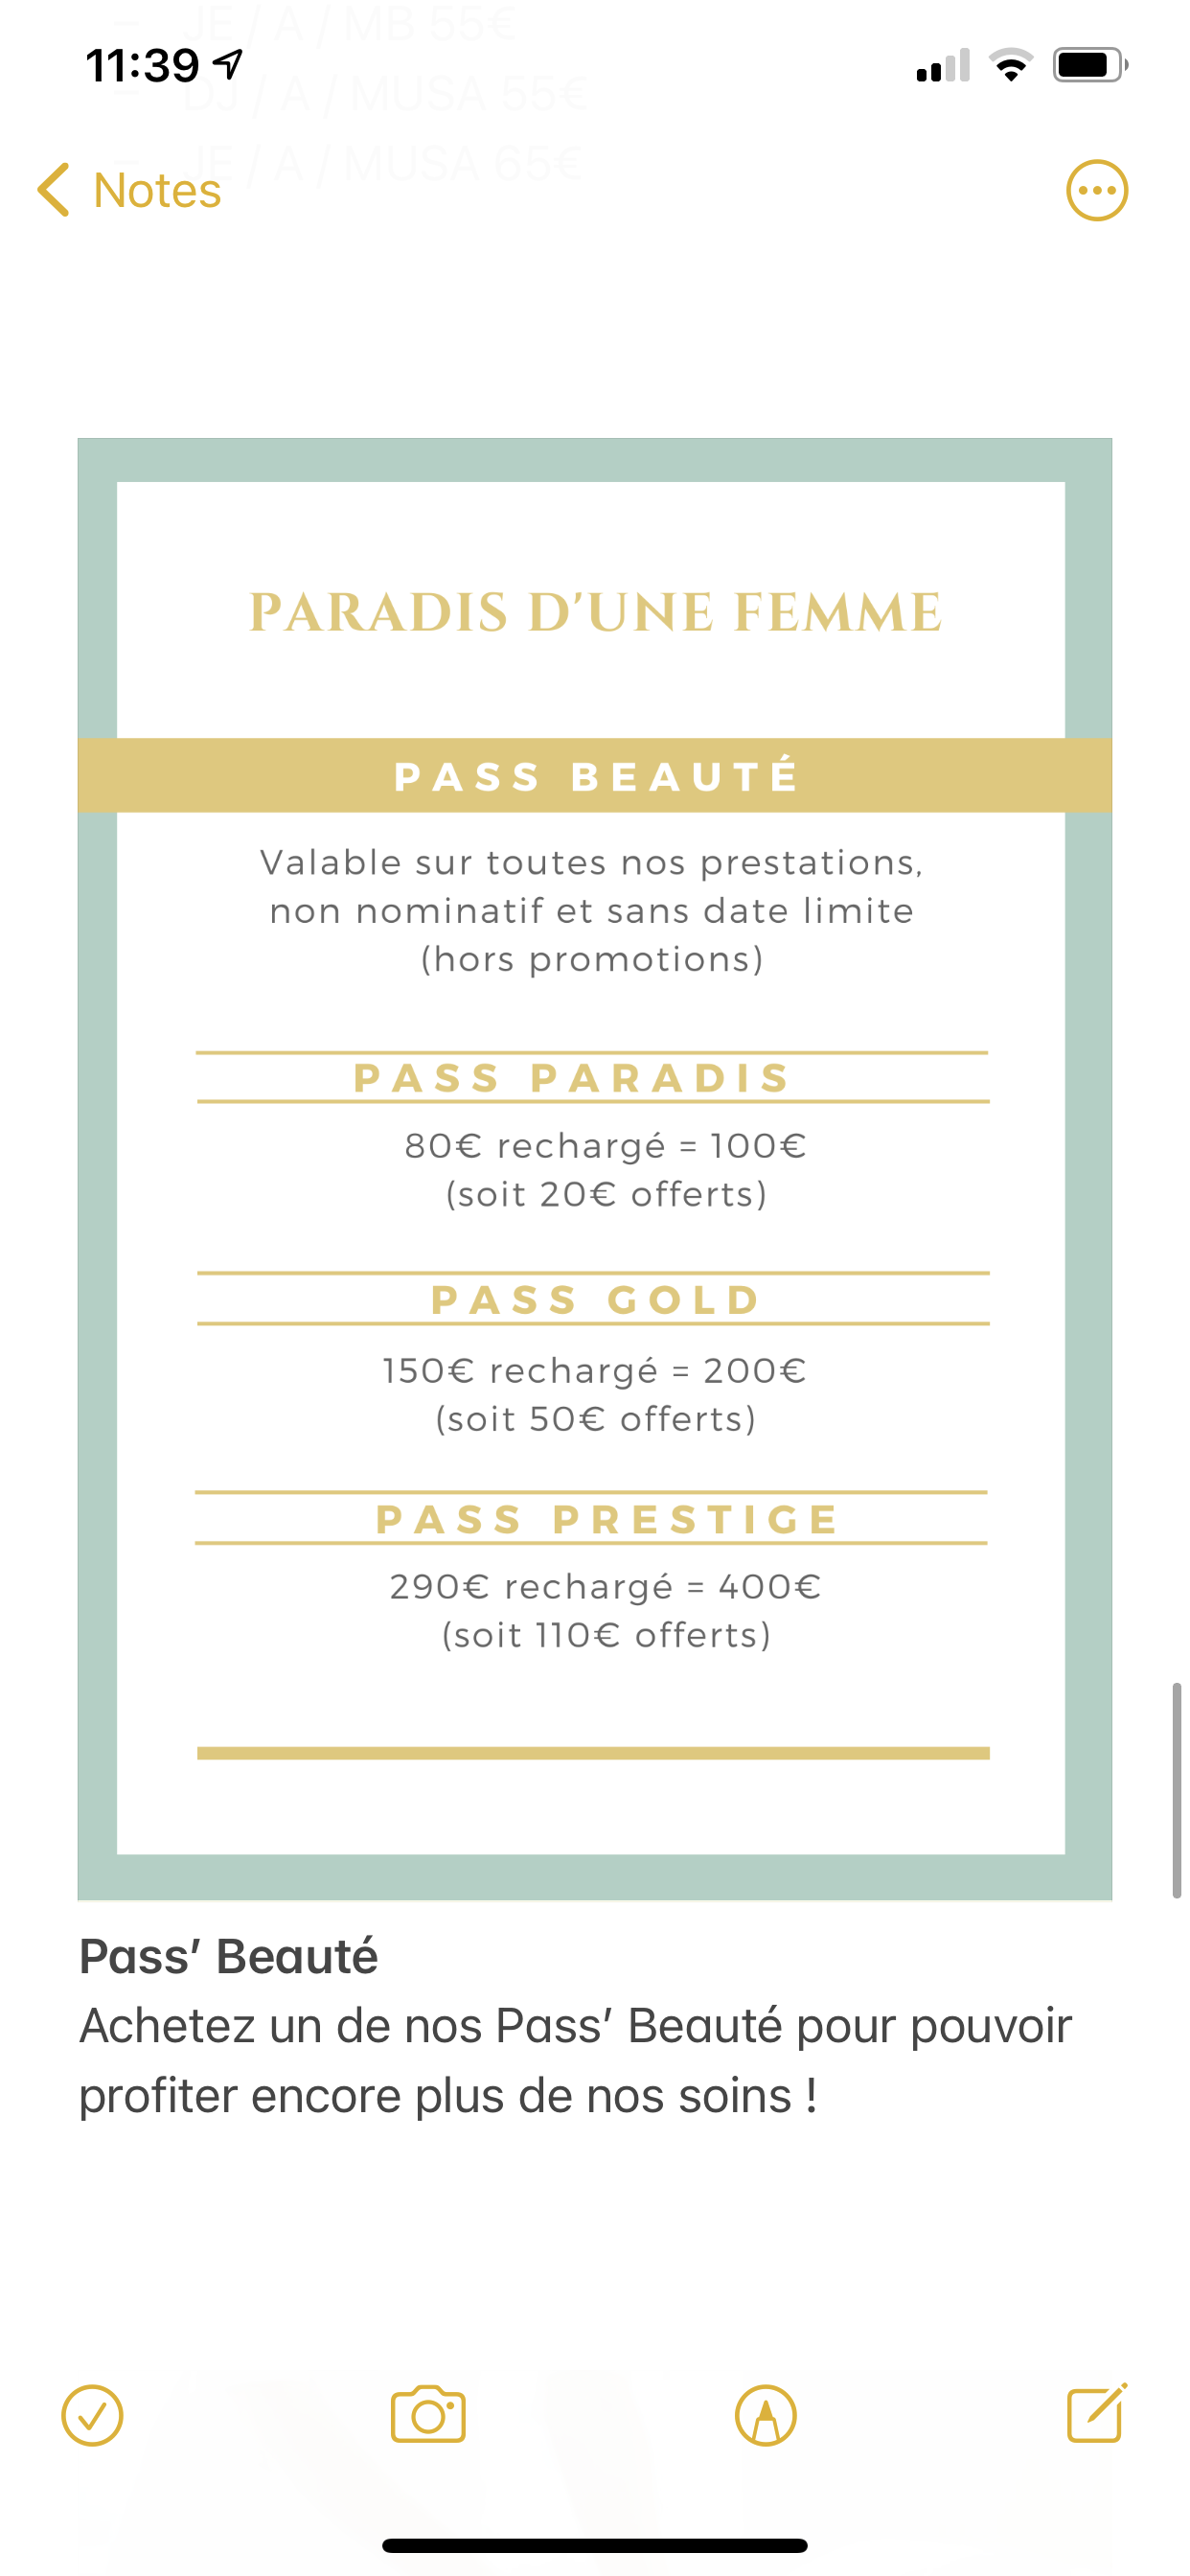 JE / A / MB 55€
11:39
DJ / A / MUSA 55€
JE / A / MUSA 65€
Notes
PARADIS D'UNE FEMME
PASS BEAUTÉ
Valable sur toutes nos prestations,
non nominatif et sans date limite
(hors promotions)
PASS PARADIS
80€ rechargé = 100€
(soit 20€ offerts)
PASS GOLD
150€ rechargé = 200€
(soit 50€ offerts)
PASS PRESTIGE
290€ rechargé = 400€
(soit 110€ offerts)
Pass’ Beauté
Achetez un de nos Pass’ Beauté pour pouvoir
profiter encore plus de nos soins !